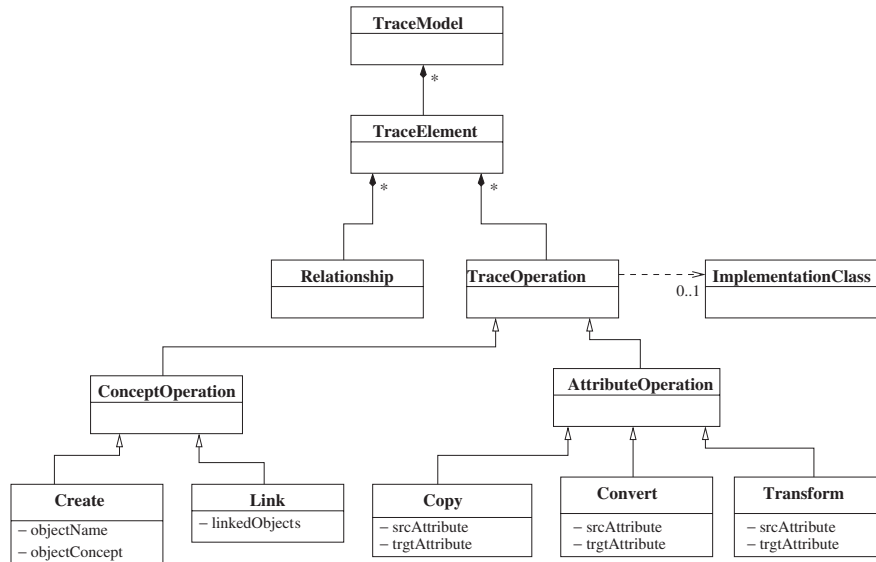 TraceModel
*
TraceElement
* *
Relationship
TraceOperation
ImplementationClass
0..1
ConceptOperation
AttributeOperation
Create
– objectName
– objectConcept
Link
– linkedObjects
Copy
– srcAttribute
– trgtAttribute
Convert
– srcAttribute
– trgtAttribute
Transform
– srcAttribute
– trgtAttribute